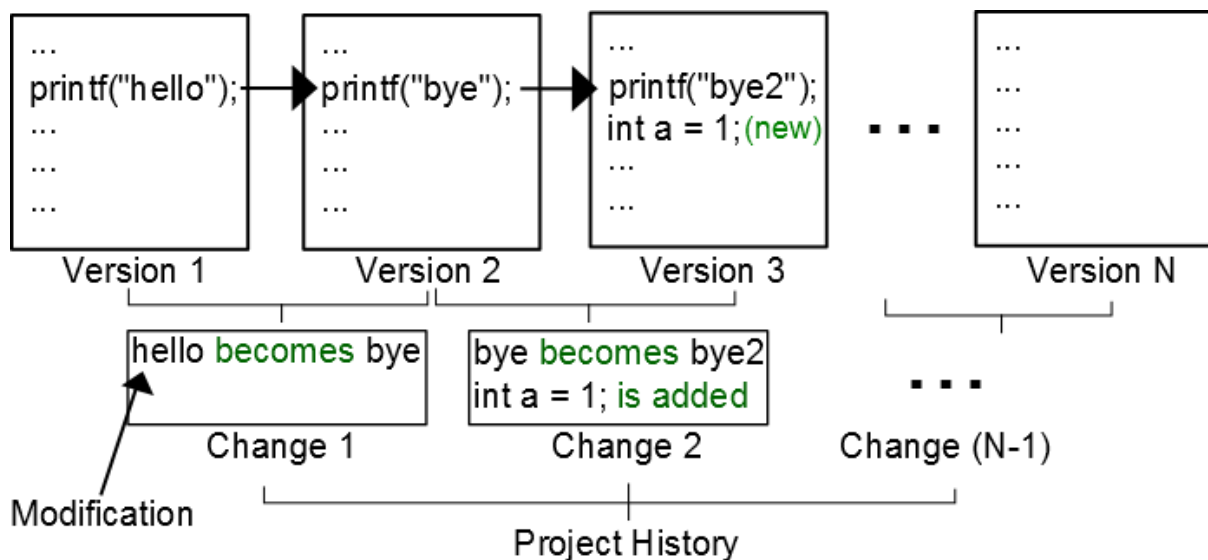 ...
printf("hello");
...
...
...
Version 1
...
printf("bye");
...
...
...
Version 2
...
printf("bye2");
int a = 1;(new)
...
...
Version 3
...
...
...
...
...
Version N
hello becomes bye
Change 1
bye becomes bye2
int a = 1; is added
Change 2
...
Change (N-1)
Modification
Project History